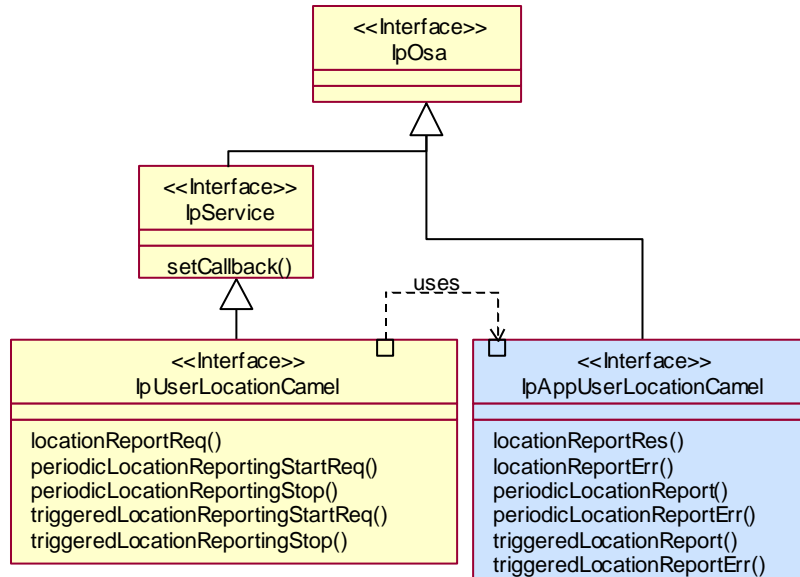 <<Interface>>
IpOsa
<<Interface>>
IpService
setCallback()
uses
<<Interface>>
IpUserLocationCamel
locationReportReq()
periodicLocationReportingStartReq()
periodicLocationReportingStop()
triggeredLocationReportingStartReq()
triggeredLocationReportingStop()
<<Interface>>
IpAppUserLocationCamel
locationReportRes()
locationReportErr()
periodicLocationReport()
periodicLocationReportErr()
triggeredLocationReport()
triggeredLocationReportErr()